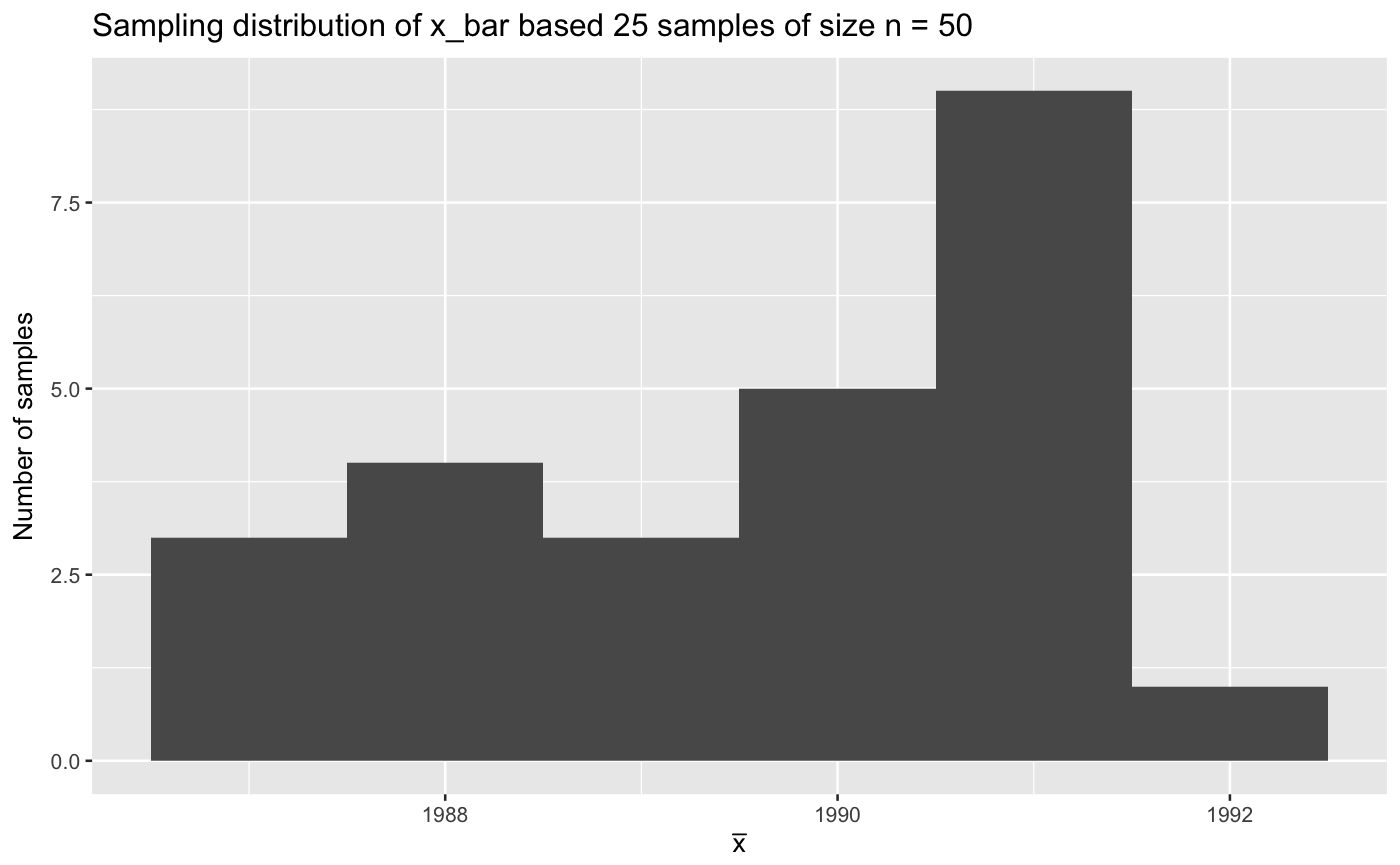 Sampling distribution of x_bar based 25 samples of size n = 50
Number of samples
7.5
5.0
2.5
0.0
1988 1990 1992
x̅